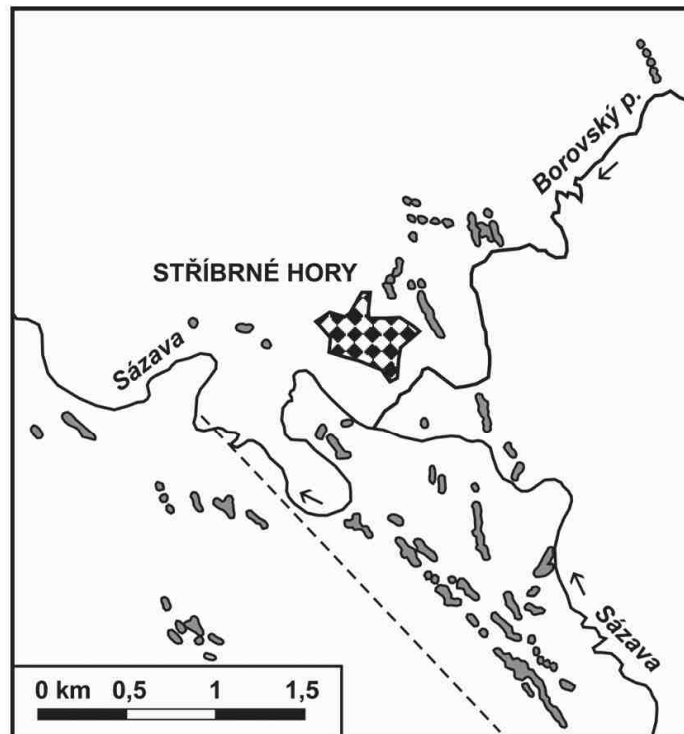 Borovský p.
STŘÍBRNÉ HORY
Sázava
Sázava
0 km 0,5 1 1,5